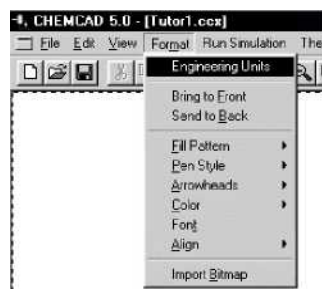 CHEMCAD 5.0 - [Tutor1.ccx]
File Edit View Format Run Simulation The
Engineering Units
Bring to Front
Send to Back
Fill Pattern
Pen Style
Arrowheads
Color
Font
Align
Import Bitmap